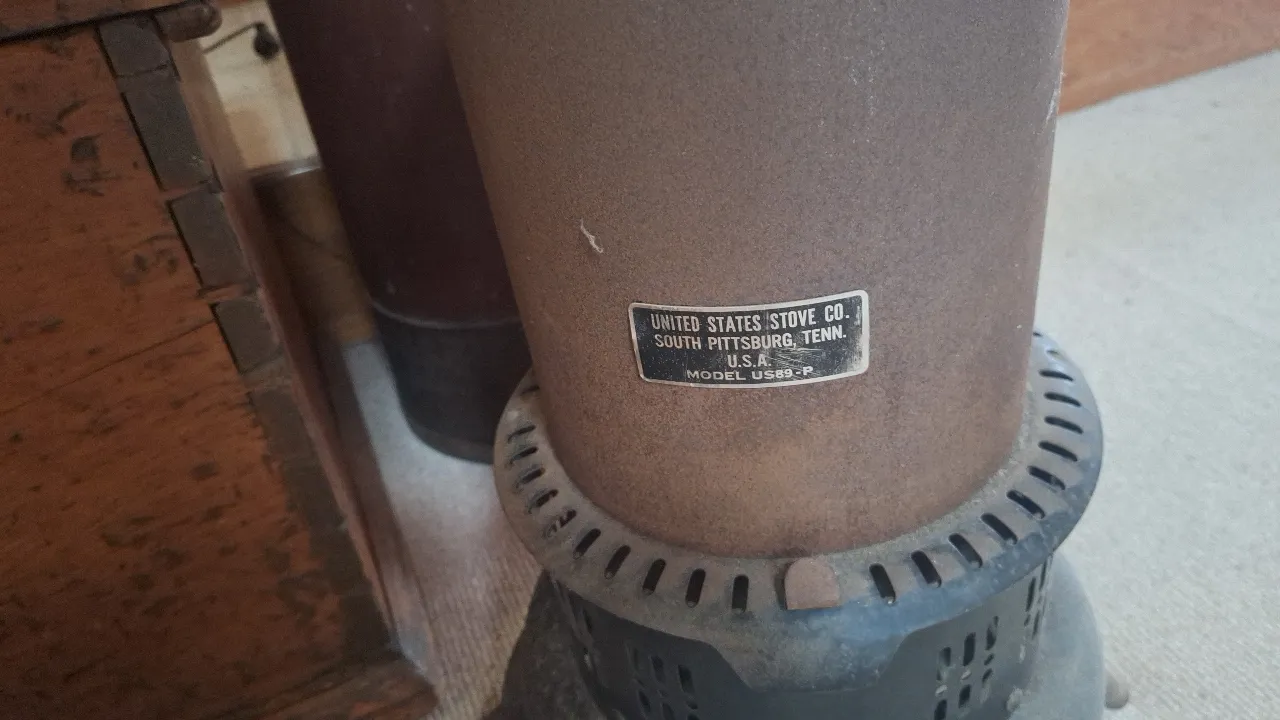 UNITED STATES STOVE CO.
SOUTH PITTSBURG, TENN.
U.S.A.
MODEL US89-P